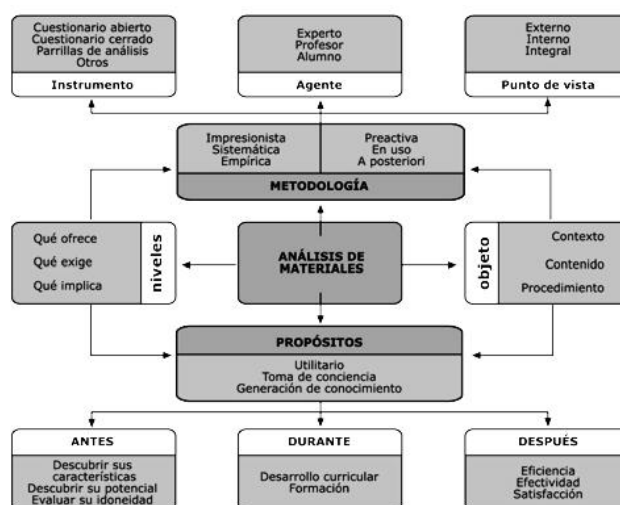 Cuestionario abierto
Cuestionario cerrado
Parrillas de análisis
Otros
Instrumento
Experto
Profesor
Alumno
Agente
Externo
Interno
Integral
Punto de vista
Impresionista
Sistemática
Empírica
Preactiva
En uso
A posteriori
METODOLOGÍA
Qué ofrece
Qué exige
Qué implica
niveles
ANÁLISIS DE
MATERIALES
objeto
Contexto
Contenido
Procedimiento
PROPÓSITOS
Utilitario
Toma de conciencia
Generación de conocimiento
ANTES
Descubrir sus
características
Descubrir su potencial
Evaluar su idoneidad
DURANTE
Desarrollo curricular
Formación
DESPUÉS
Eficiencia
Efectividad
Satisfacción